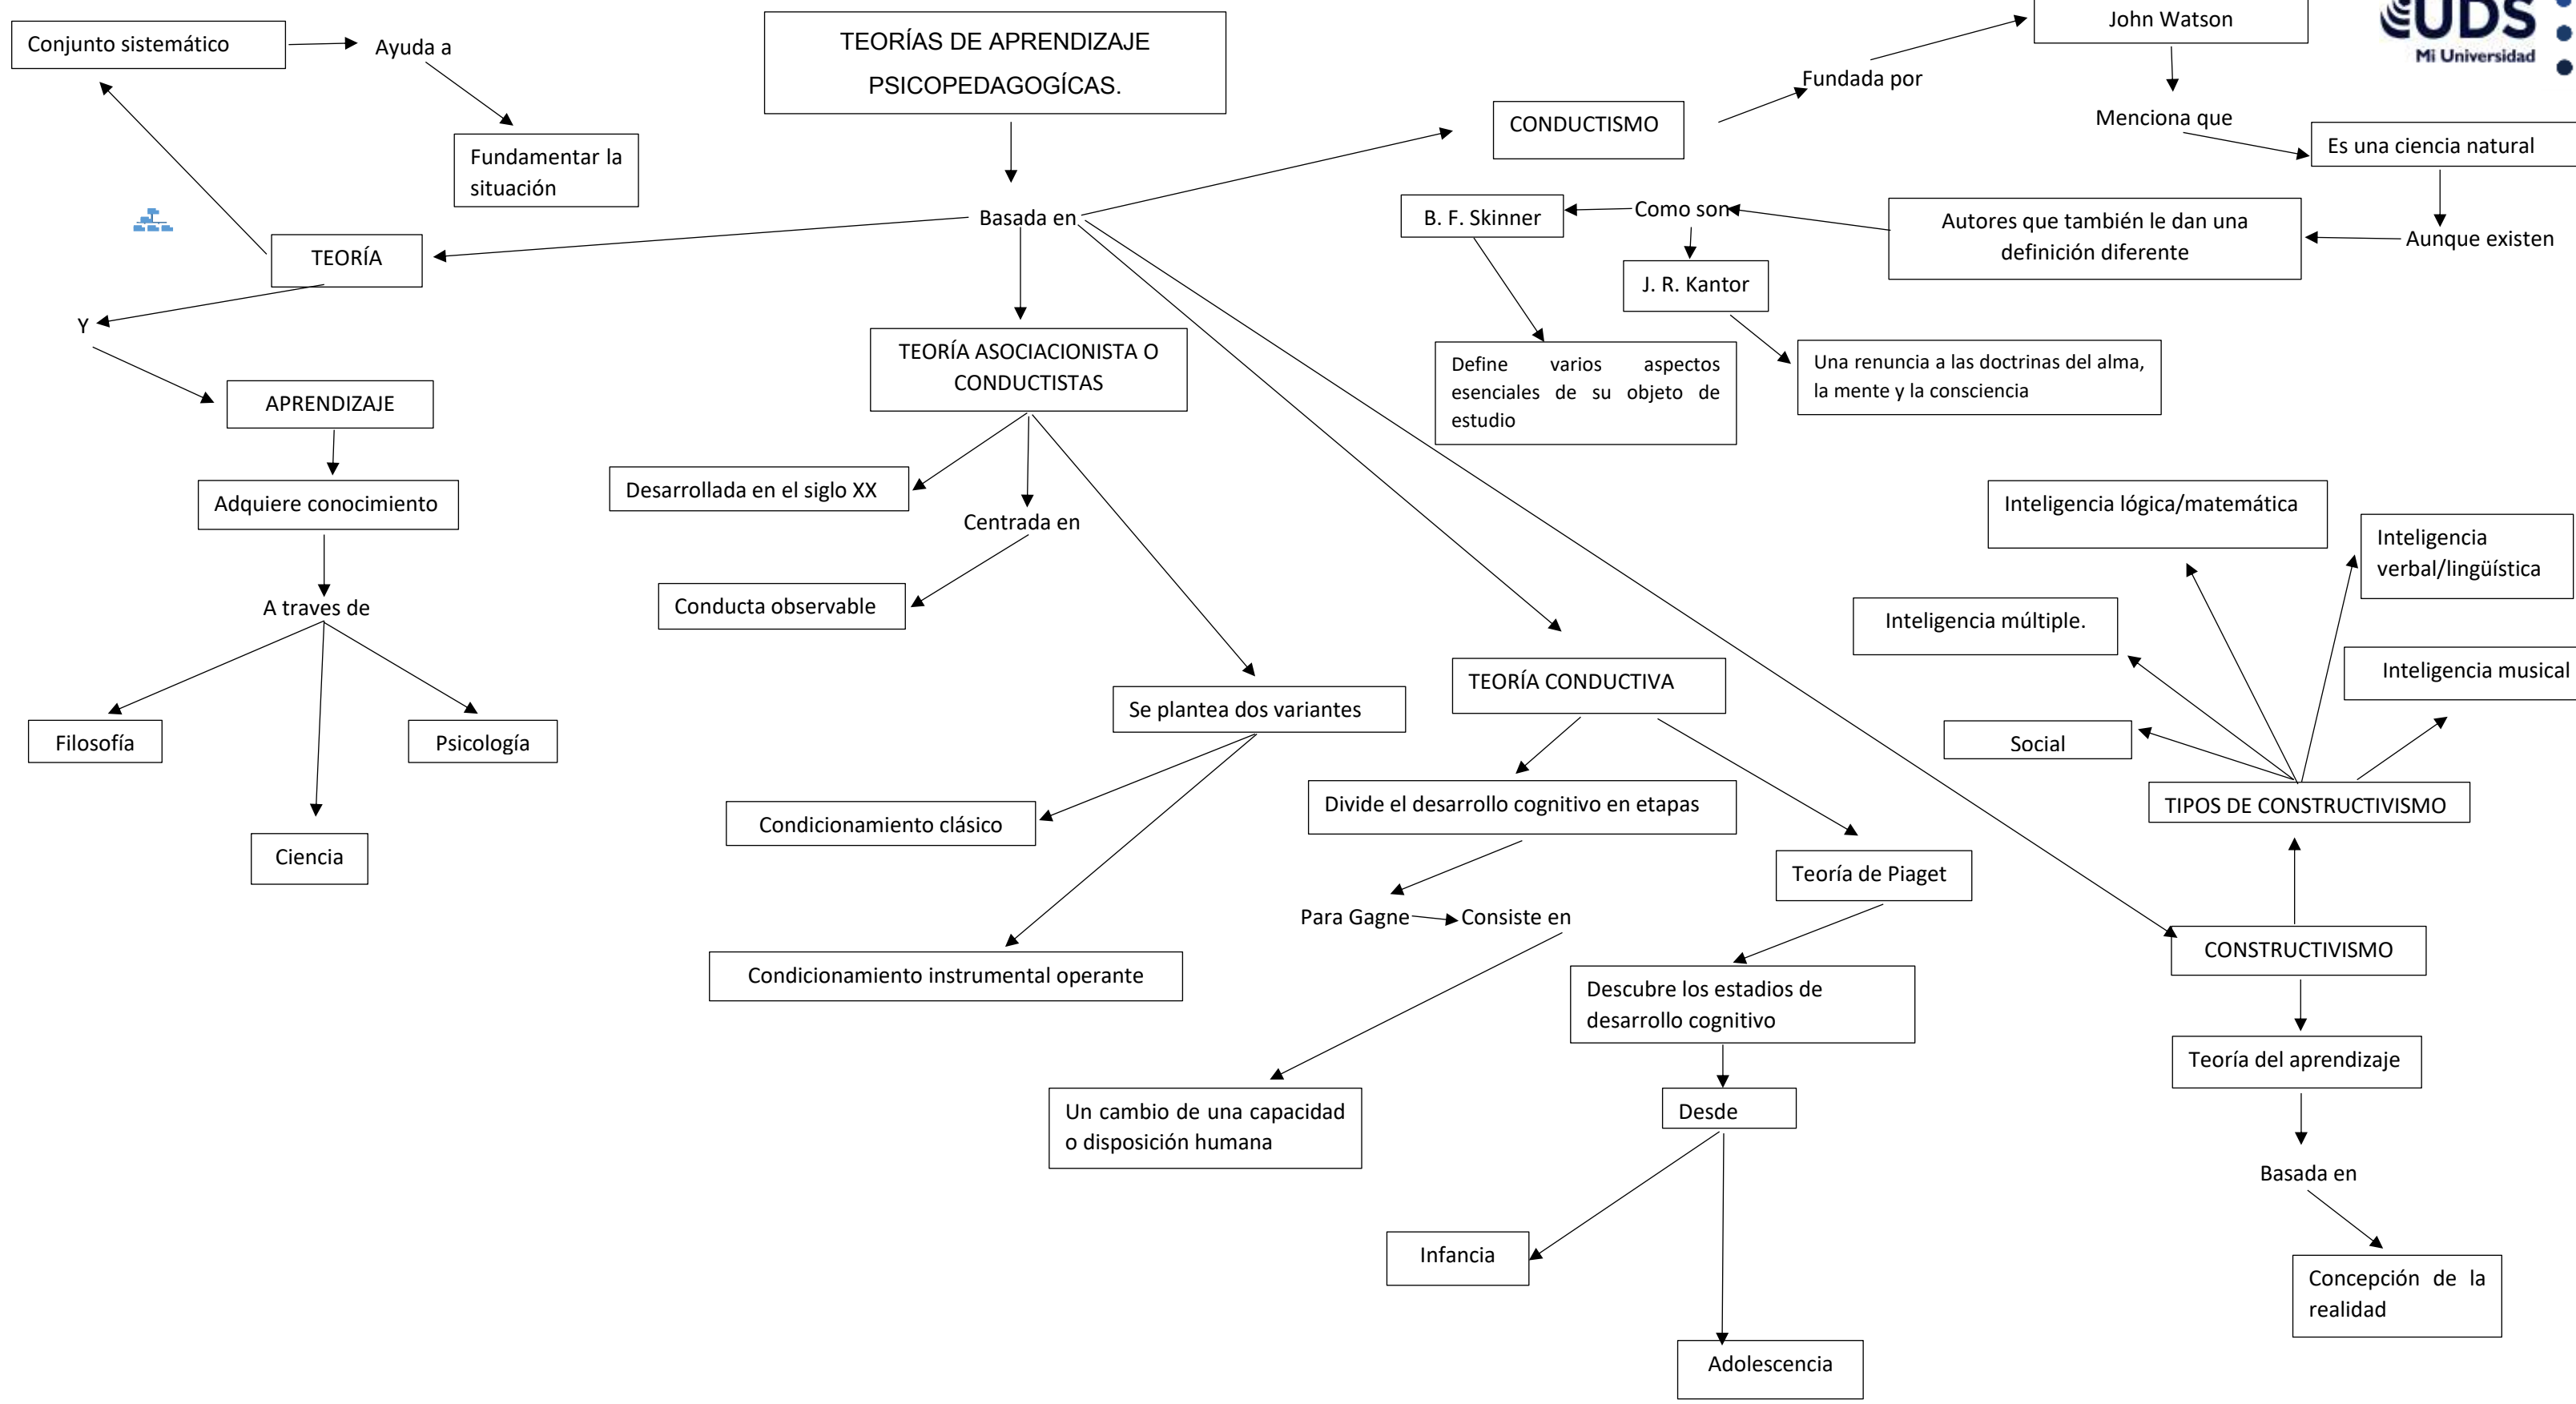 TEORÍAS DE APRENDIZAJE
PSICOPEDAGOGÍCAS.
Basada en
Conjunto sistemático
Ayuda a
Fundamentar la
situación
TEORÍA
Y
APRENDIZAJE
Adquiere conocimiento
A traves de
Filosofía
Psicología
Ciencia
TEORÍA ASOCIACIONISTA O
CONDUCTISTAS
Desarrollada en el siglo XX
Centrada en
Conducta observable
Se plantea dos variantes
Condicionamiento clásico
Condicionamiento instrumental operante
CONDUCTISMO
Fundada por
John Watson
Menciona que
Es una ciencia natural
Aunque existen
Autores que también le dan una
definición diferente
Como son
B. F. Skinner
J. R. Kantor
Define varios aspectos
esenciales de su objeto de
estudio
Una renuncia a las doctrinas del alma,
la mente y la consciencia
TEORÍA CONDUCTIVA
Divide el desarrollo cognitivo en etapas
Para Gagne
Consiste en
Un cambio de una capacidad
o disposición humana
Teoría de Piaget
Descubre los estadios de
desarrollo cognitivo
Desde
Infancia
Adolescencia
Inteligencia lógica/matemática
Inteligencia
verbal/lingüística
Inteligencia múltiple.
Inteligencia musical
Social
TIPOS DE CONSTRUCTIVISMO
CONSTRUCTIVISMO
Teoría del aprendizaje
Basada en
Concepción de la
realidad
UDS
Mi Universidad